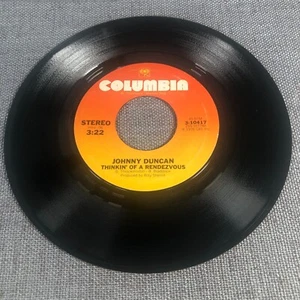 COLUMBIA
STEREO
3:22
3-10417
JOHNNY DUNCAN
THINKIN' OF A RENDEZVOUS